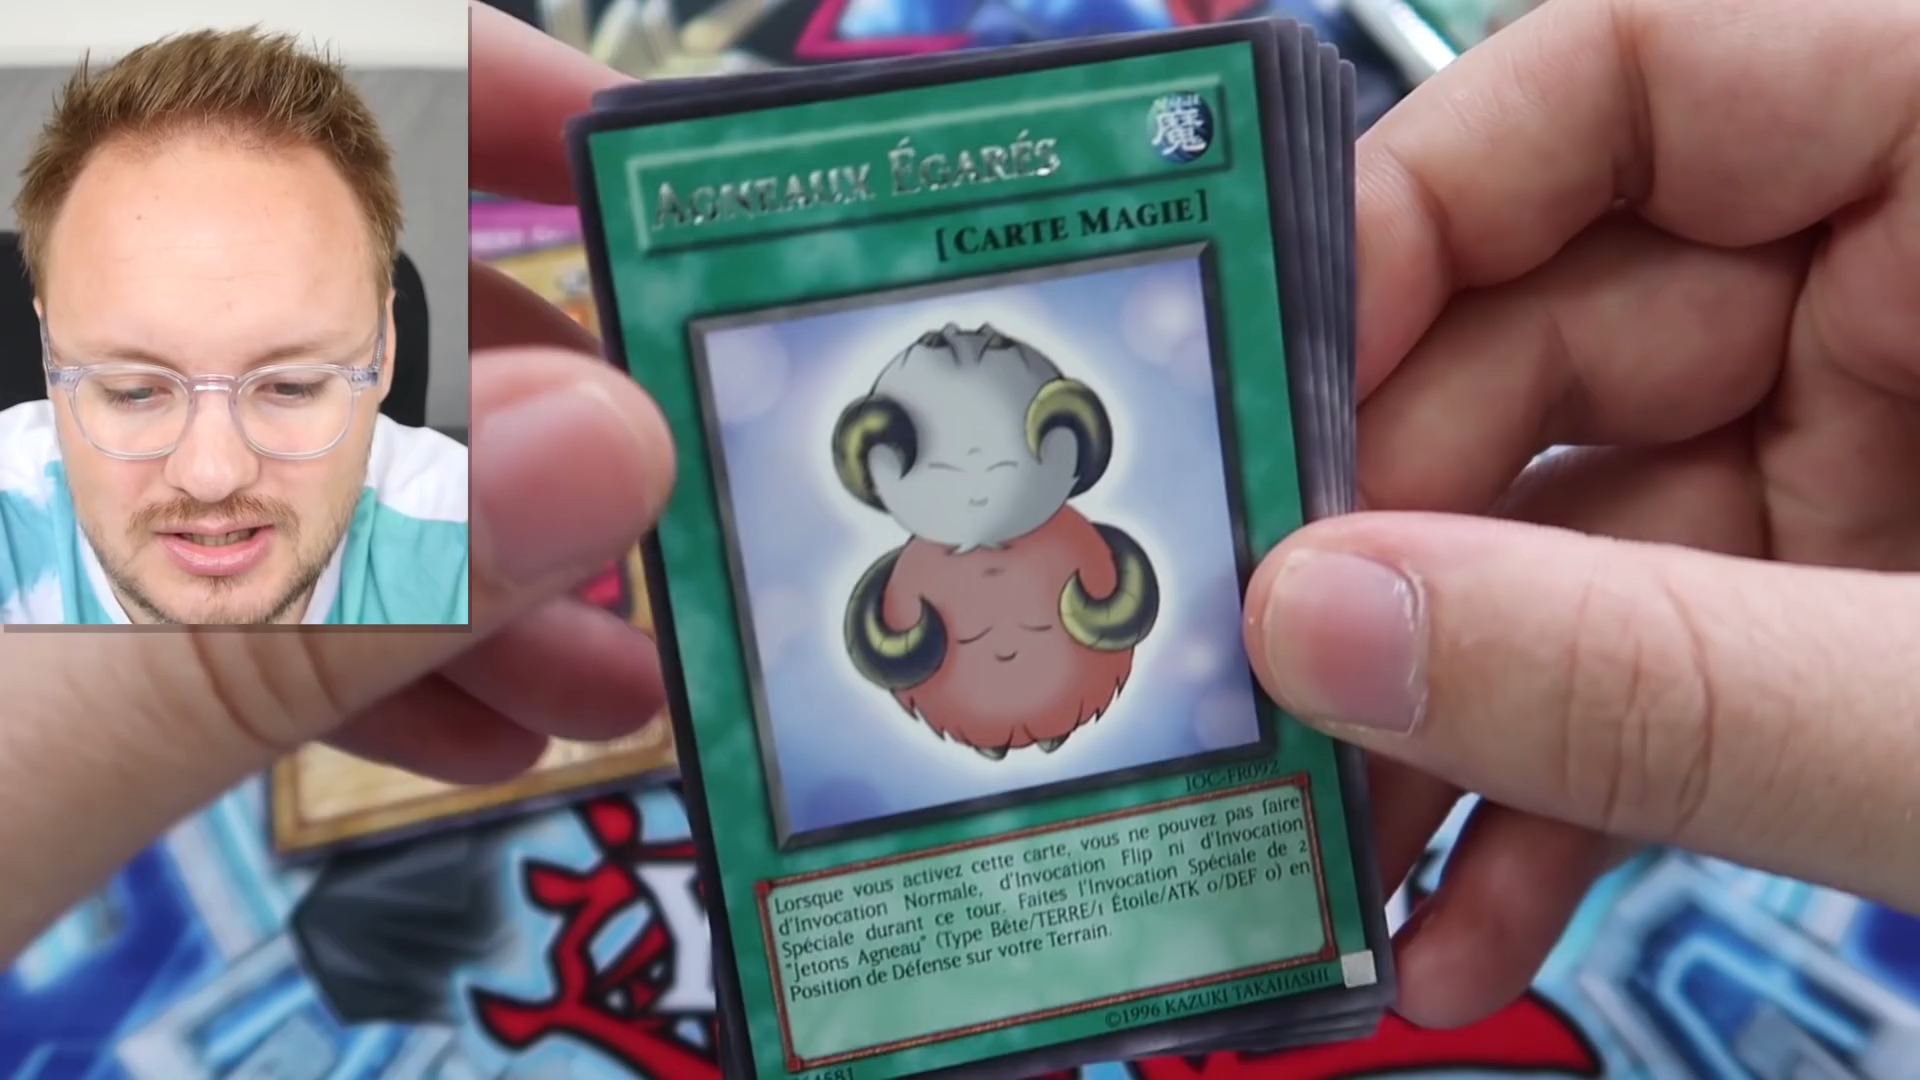 AGNEAUX ÉGARÉS
魔
[CARTE MAGIE]
IOC-FR092
Lorsque vous activez cette carte, vous ne pouvez pas faire
d'Invocation Normale, d'Invocation Flip ni d'Invocation
Spéciale durant ce tour. Faites l'Invocation Spéciale de 2
"Jetons Agneau" (Type Bête/TERRE/1 Étoile/ATK 0/DEF 0) en
Position de Défense sur votre Terrain.
©1996 KAZUKI TAKAHASHI